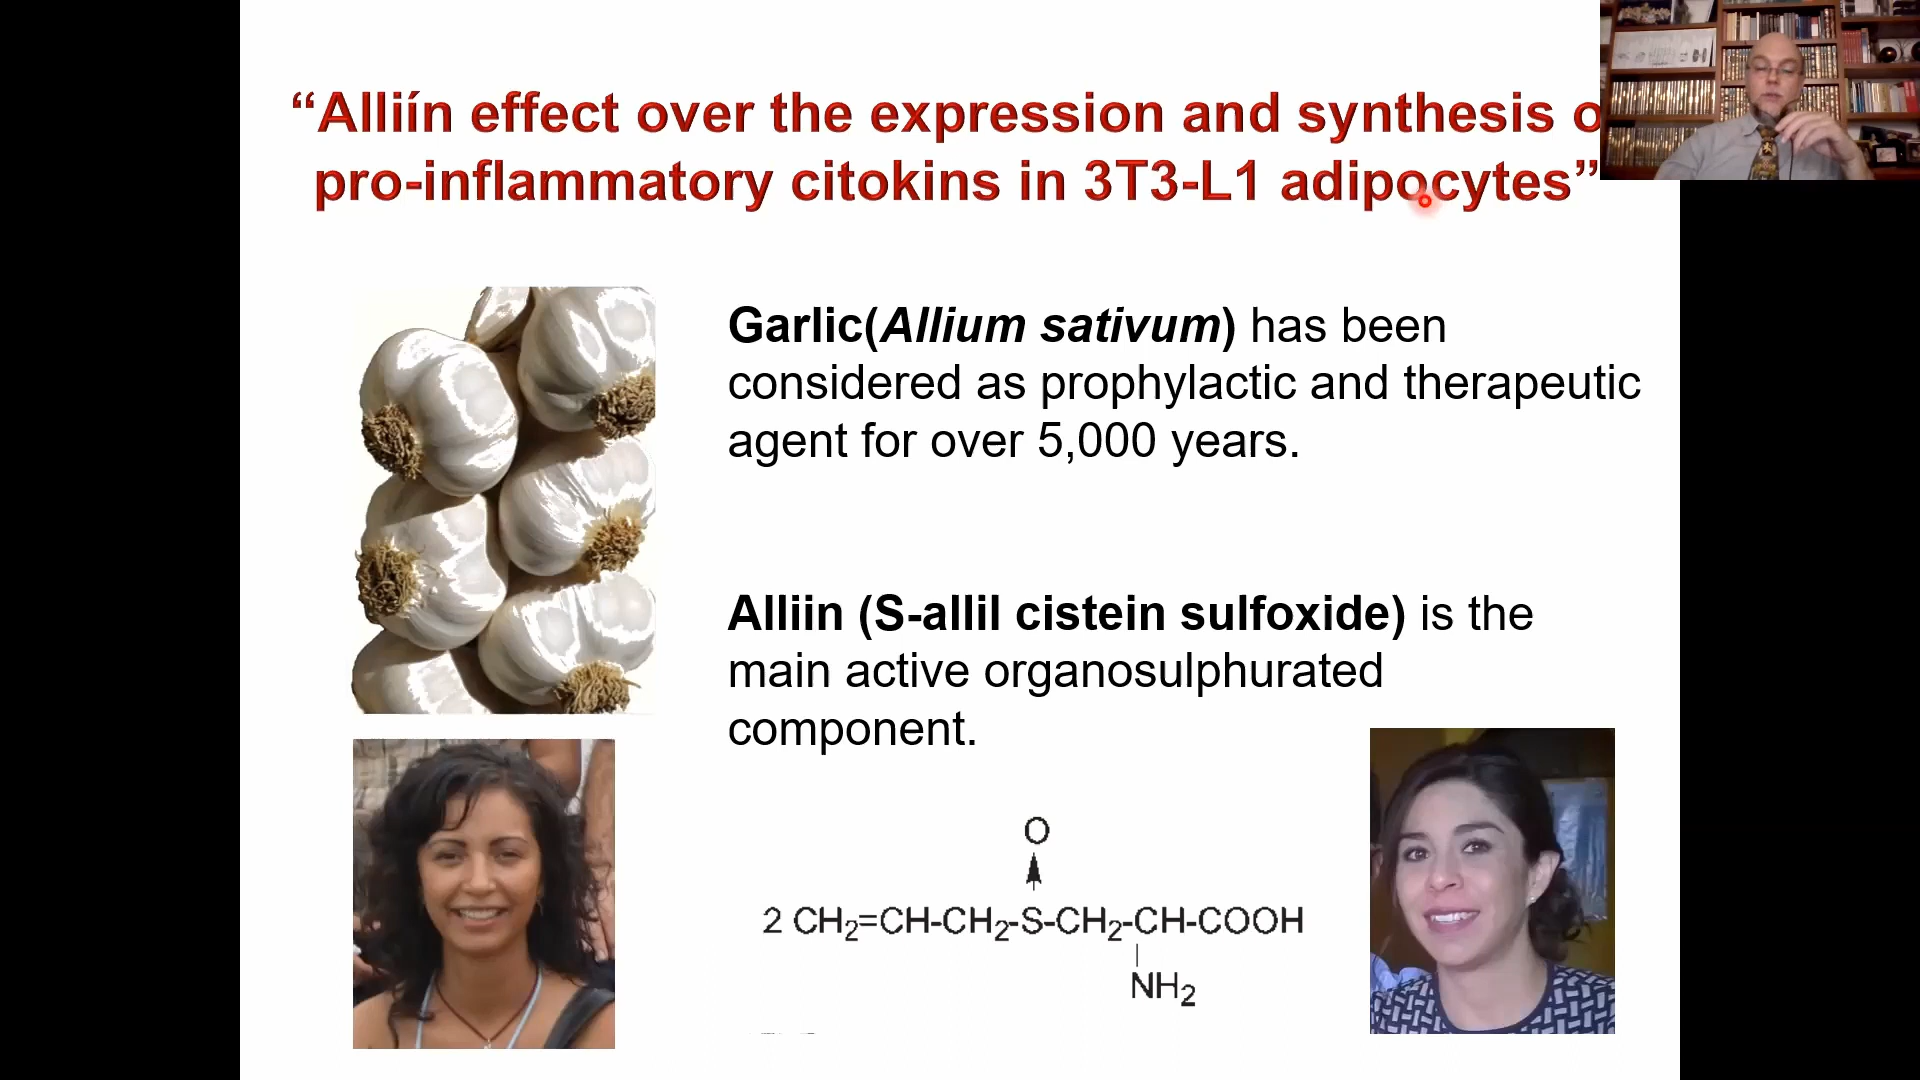 “Alliín effect over the expression and synthesis o
pro-inflammatory citokins in 3T3-L1 adipocytes”
Garlic(Allium sativum) has been
considered as prophylactic and therapeutic
agent for over 5,000 years.
Alliin (S-allil cistein sulfoxide) is the
main active organosulphurated
component.
O
2 CH2=CH-CH2-S-CH2-CH-COOH
NH2